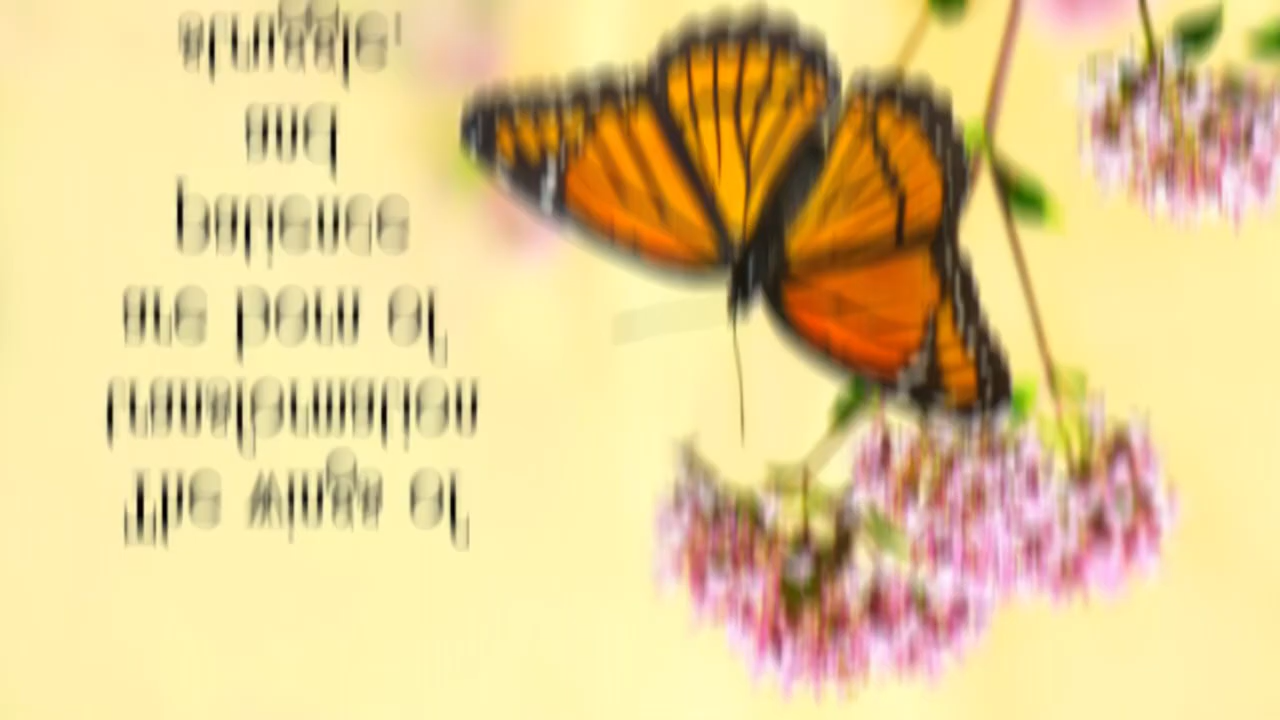 The wings of
transformation
are born of
patience
and
struggle.